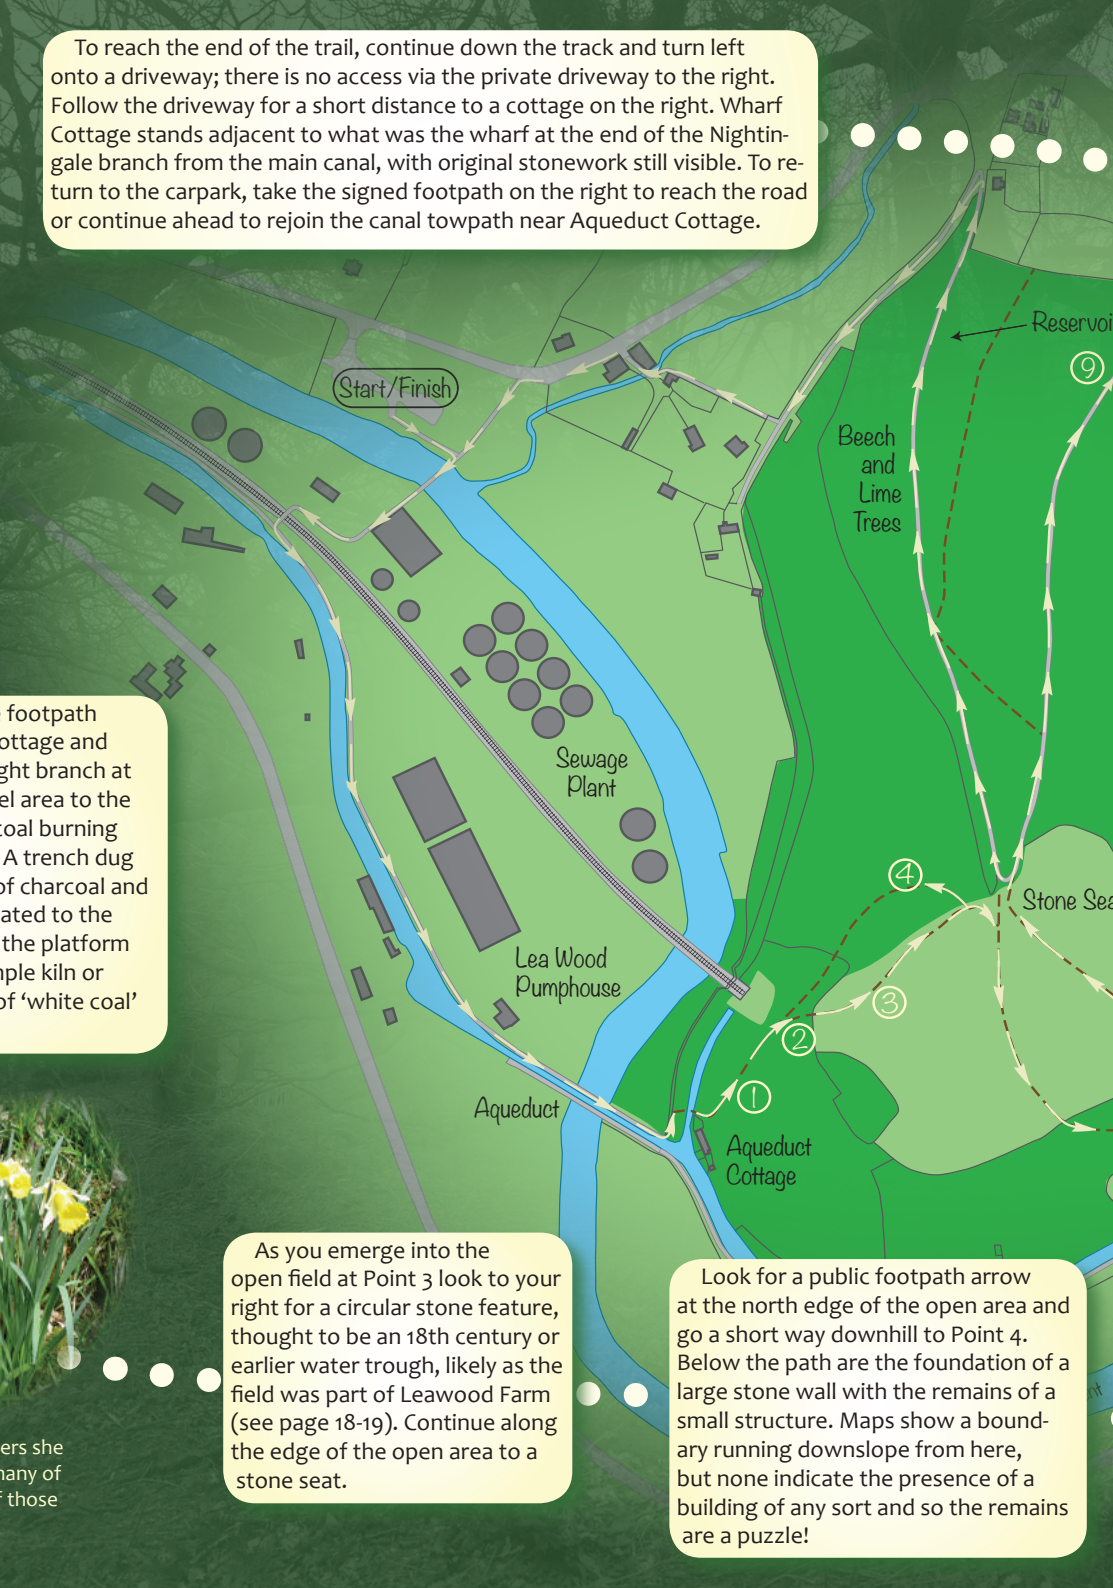 To reach the end of the trail, continue down the track and turn left
onto a driveway; there is no access via the private driveway to the right.
Follow the driveway for a short distance to a cottage on the right. Wharf
Cottage stands adjacent to what was the wharf at the end of the Nightin-
gale branch from the main canal, with original stonework still visible. To re-
turn to the carpark, take the signed footpath on the right to reach the road
or continue ahead to rejoin the canal towpath near Aqueduct Cottage.
Start/Finish
Reservoi
9
Beech
and
Lime
Trees
footpath
ottage and
ght branch at
el area to the
coal burning
A trench dug
of charcoal and
ated to the
the platform
mple kiln or
of ‘white coal’
Sewage
Plant
4
Stone Sea
Lea Wood
Pumphouse
3
2
1
Aqueduct
Aqueduct
Cottage
As you emerge into the
open field at Point 3 look to your
right for a circular stone feature,
thought to be an 18th century or
earlier water trough, likely as the
field was part of Leawood Farm
(see page 18-19). Continue along
the edge of the open area to a
stone seat.
Look for a public footpath arrow
at the north edge of the open area and
go a short way downhill to Point 4.
Below the path are the foundation of a
large stone wall with the remains of a
small structure. Maps show a bound-
ary running downslope from here,
but none indicate the presence of a
building of any sort and so the remains
are a puzzle!
ers she
many of
f those